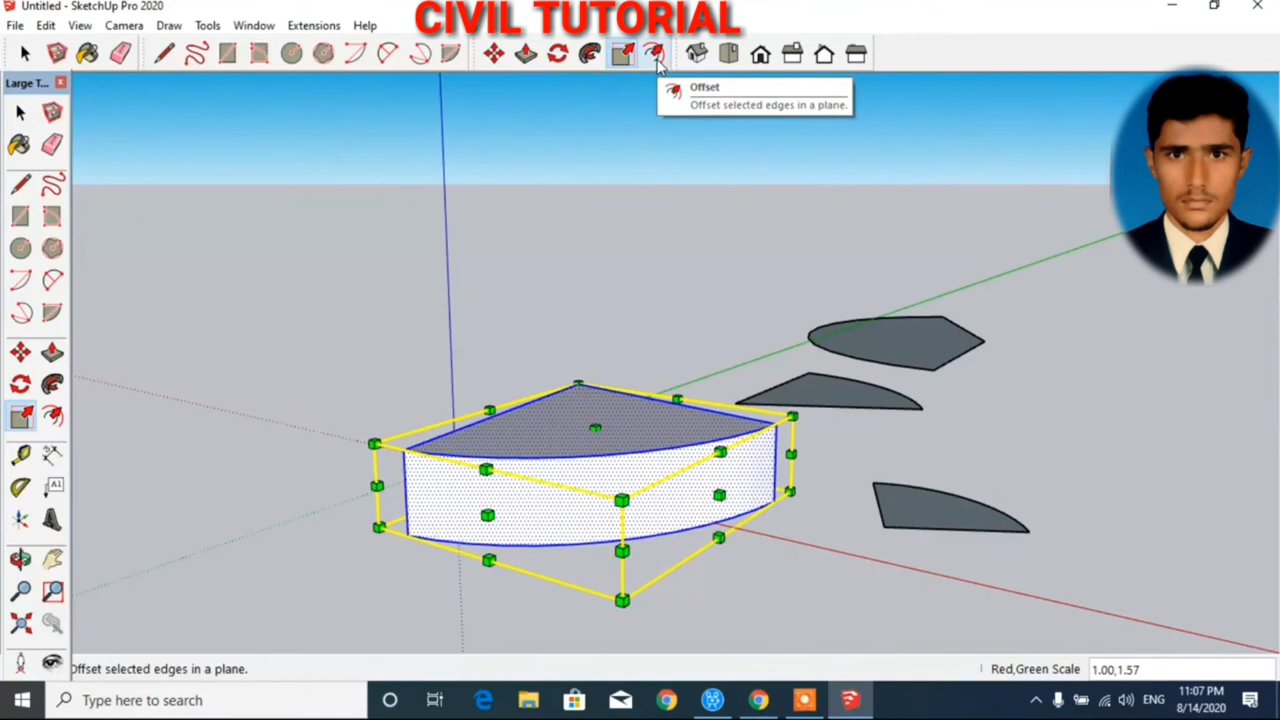 Untitled - SketchUp Pro 2020
CIVIL TUTORIAL
File Edit View Camera Draw Tools Window Extensions Help
Large T...
Offset
Offset selected edges in a plane.
A1
Offset selected edges in a plane.
Red,Green Scale 1.00,1.57
Type here to search
ENG
11:07 PM
8/14/2020